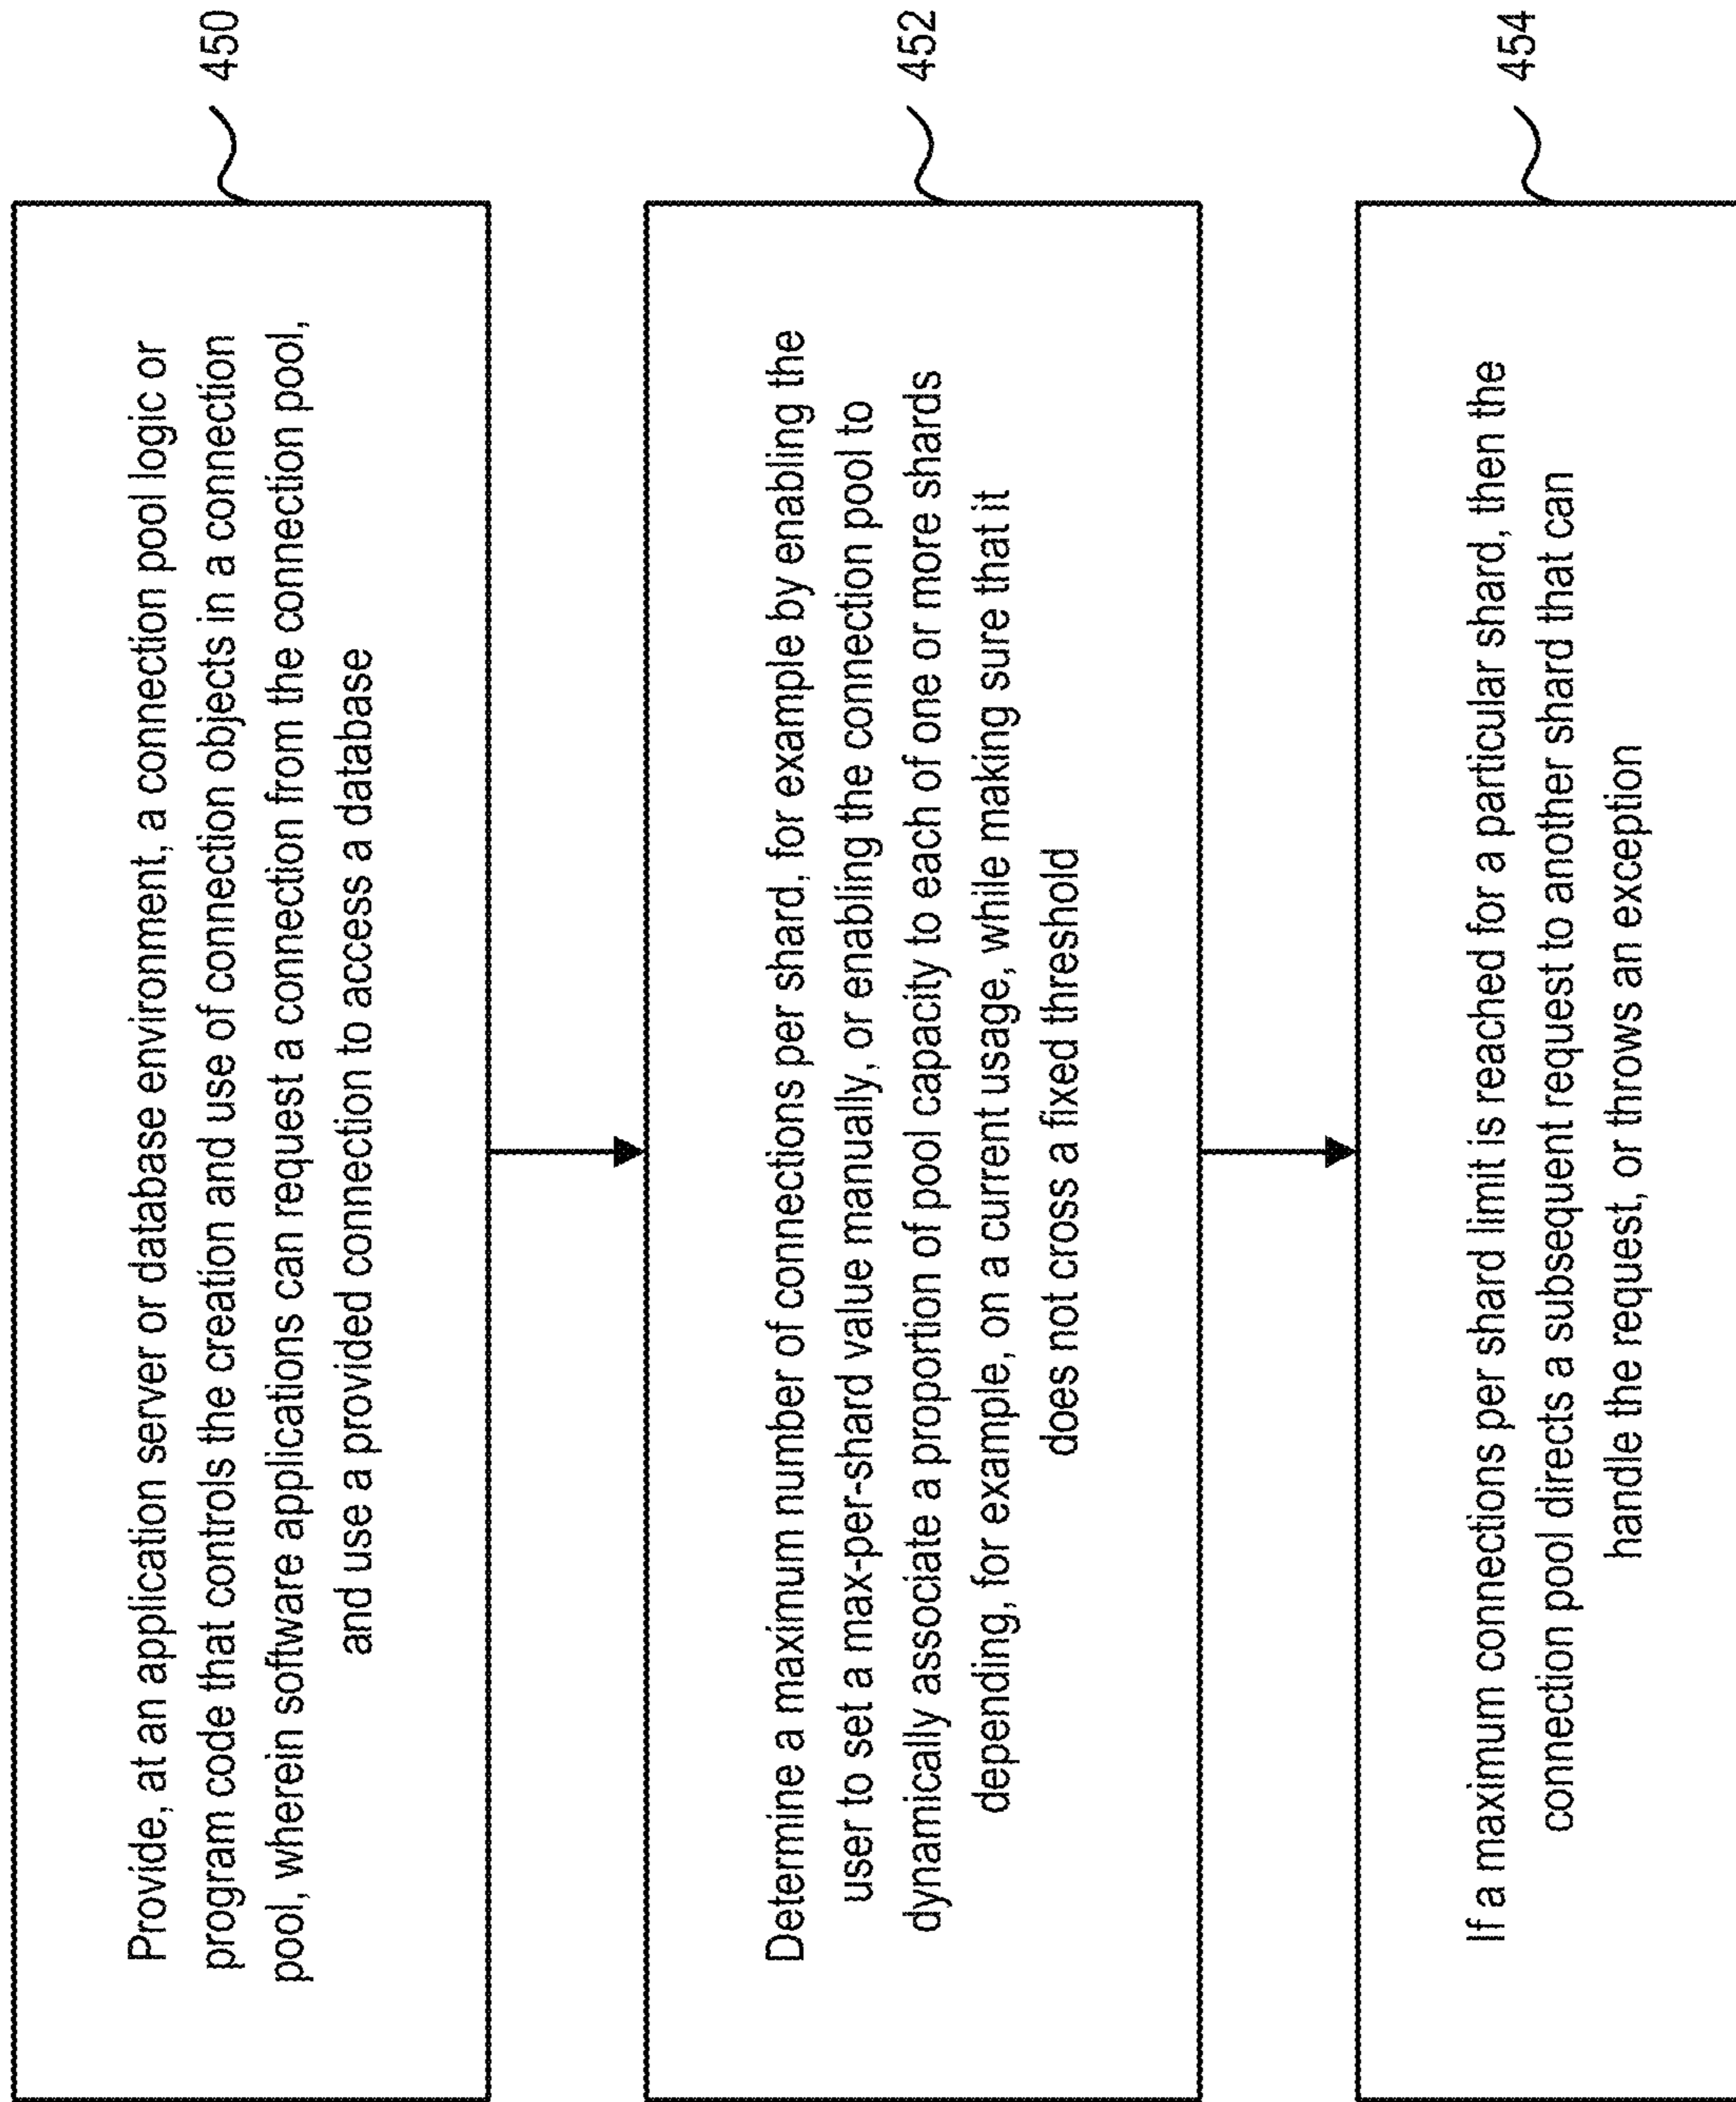 Provide, at an application server or database environment, a connection pool logic or
program code that controls the creation and use of connection objects in a connection
pool, wherein software applications can request a connection from the connection pool,
and use a provided connection to access a database
450
Determine a maximum number of connections per shard, for example by enabling the
user to set a max-per-shard value manually, or enabling the connection pool to
dynamically associate a proportion of pool capacity to each of one or more shards
depending, for example, on a current usage, while making sure that it
does not cross a fixed threshold
452
If a maximum connections per shard limit is reached for a particular shard, then the
connection pool directs a subsequent request to another shard that can
handle the request, or throws an exception
454